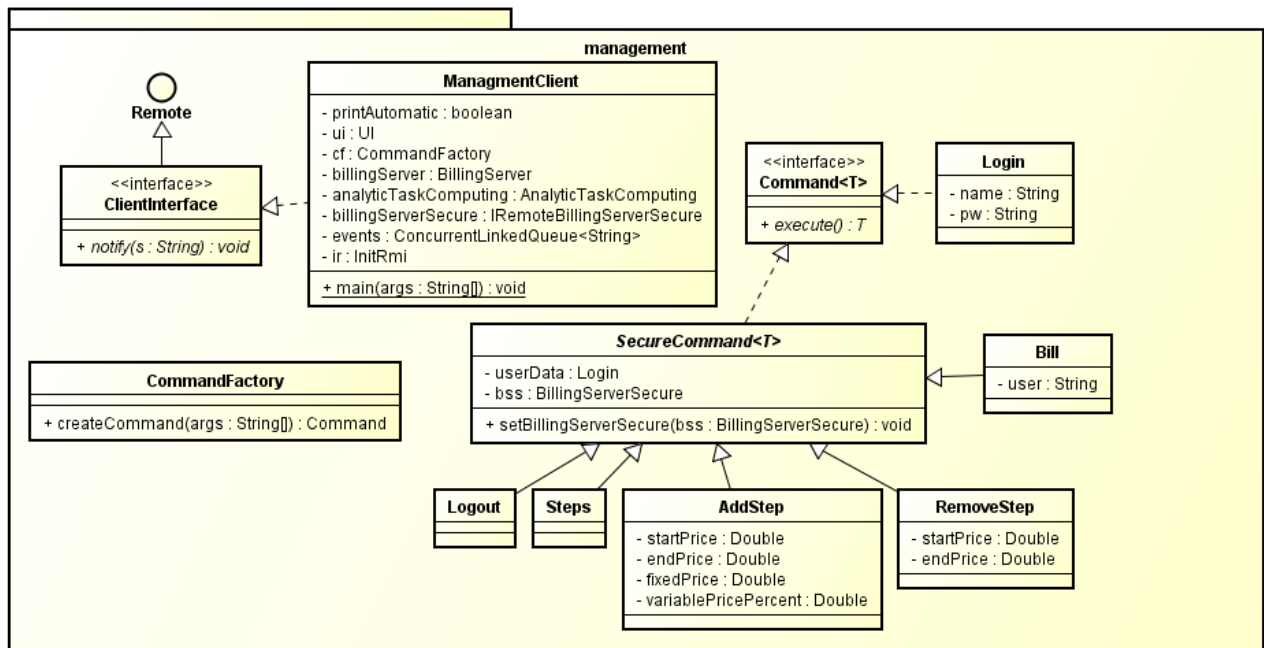 management
Remote
<<interface>>
ClientInterface
+ notify(s : String) : void
ManagmentClient
- printAutomatic : boolean
- ui : UI
- cf : CommandFactory
- billingServer : BillingServer
- analyticTaskComputing : AnalyticTaskComputing
- billingServerSecure : IRemoteBillingServerSecure
- events : ConcurrentLinkedQueue<String>
- ir : InitRmi
+ main(args : String[]) : void
<<interface>>
Command<T>
+ execute() : T
Login
- name : String
- pw : String
CommandFactory
+ createCommand(args : String[]) : Command
SecureCommand<T>
- userData : Login
- bss : BillingServerSecure
+ setBillingServerSecure(bss : BillingServerSecure) : void
Bill
- user : String
Logout
Steps
AddStep
- startPrice : Double
- endPrice : Double
- fixedPrice : Double
- variablePricePercent : Double
RemoveStep
- startPrice : Double
- endPrice : Double